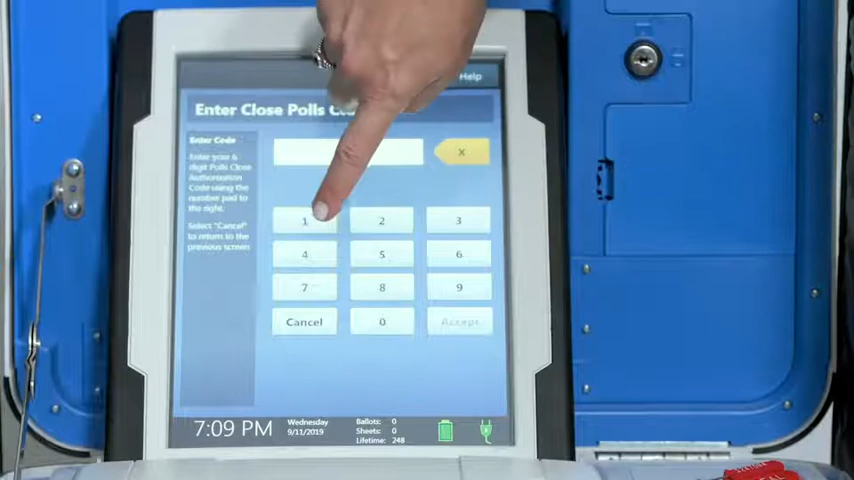 Help
Enter Close Polls
Enter Code
Enter your 6
digit Polls Close
Authorization
Code using the
number pad to
the right.
Select "Cancel"
to return to the
previous screen
X
1 2 3
4 5 6
7 8 9
Cancel 0 Accept
7:09 PM
Wednesday
9/11/2019
Ballots: 0
Sheets: 0
Lifetime: 248